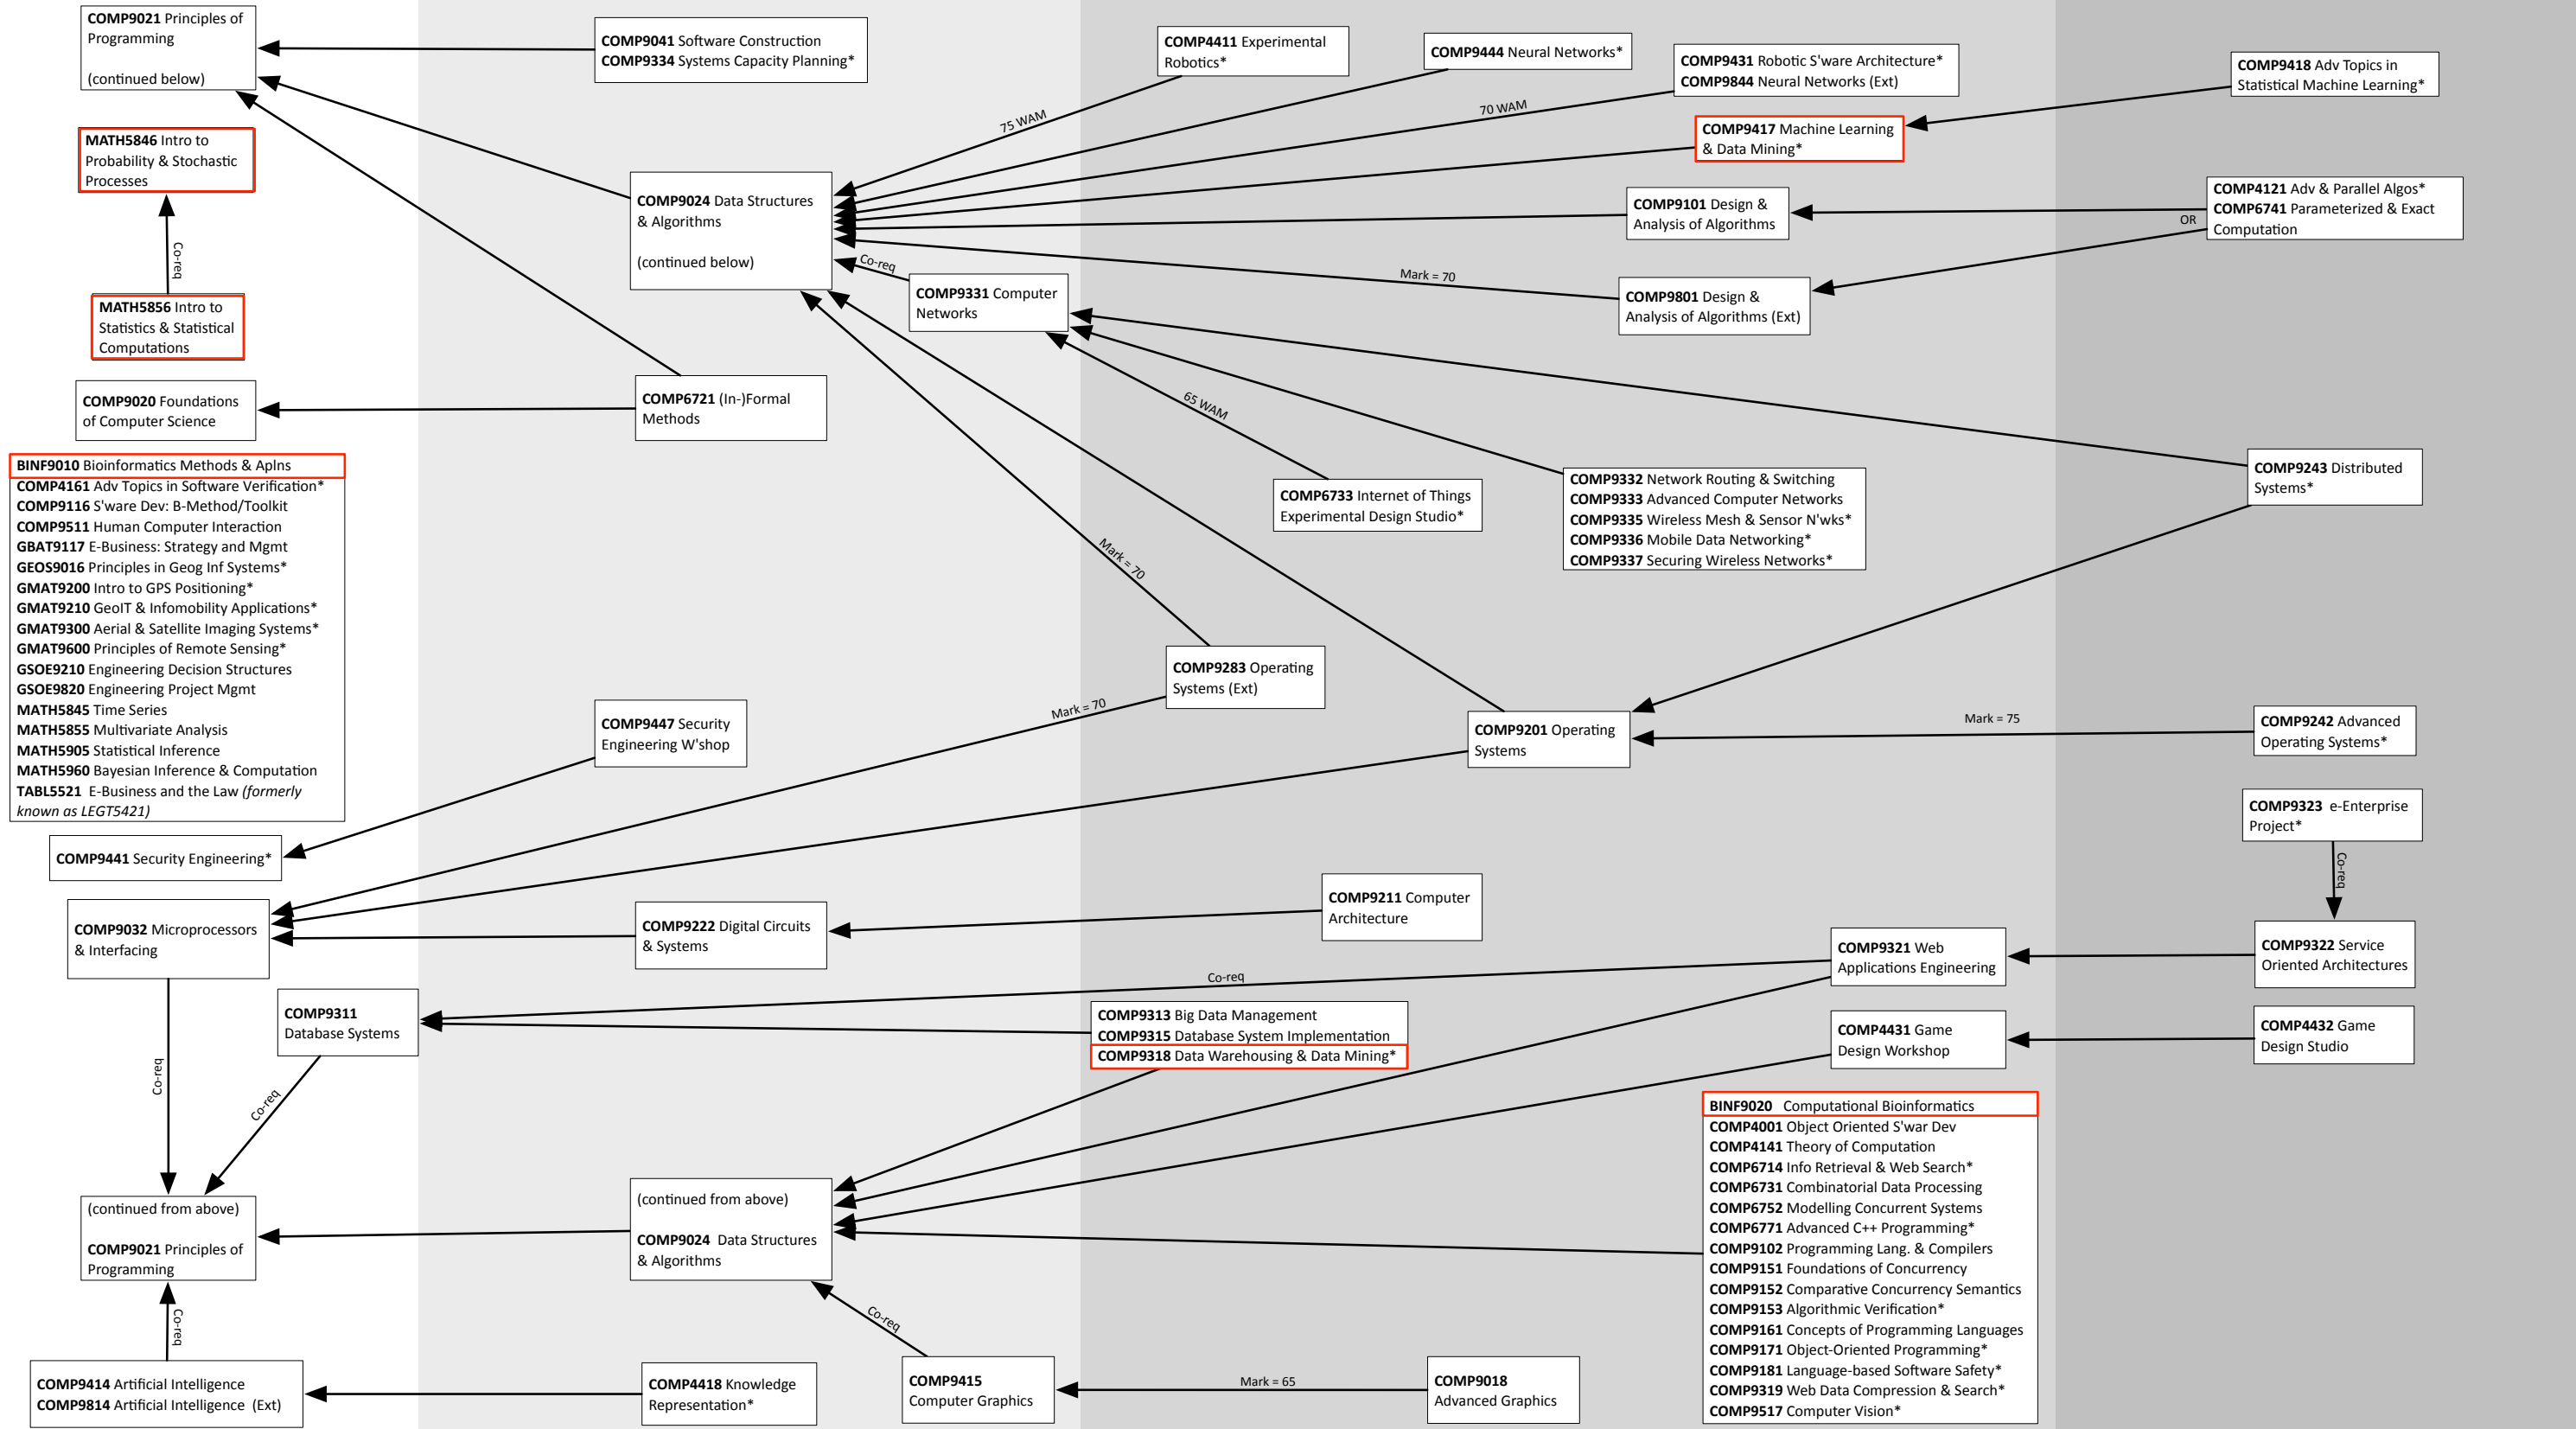 COMP9021 Principles of
Programming
(continued below)
COMP9041 Software Construction
COMP9334 Systems Capacity Planning*
COMP4411 Experimental
Robotics*
COMP9444 Neural Networks*
COMP9431 Robotic S'ware Architecture*
COMP9844 Neural Networks (Ext)
COMP9418 Adv Topics in
Statistical Machine Learning*
75 WAM
70 WAM
MATH5846 Intro to
Probability & Stochastic
Processes
COMP9417 Machine Learning
& Data Mining*
COMP9024 Data Structures
& Algorithms
(continued below)
COMP9101 Design &
Analysis of Algorithms
COMP4121 Adv & Parallel Algos*
COMP6741 Parameterized & Exact
Computation
OR
Co-req
Co-req
Mark = 70
MATH5856 Intro to
Statistics & Statistical
Computations
COMP9331 Computer
Networks
COMP9801 Design &
Analysis of Algorithms (Ext)
COMP9020 Foundations
of Computer Science
COMP6721 (In-)Formal
Methods
65 WAM
BINF9010 Bioinformatics Methods & Aplns
COMP4161 Adv Topics in Software Verification*
COMP9116 S'ware Dev: B-Method/Toolkit
COMP9511 Human Computer Interaction
GBAT9117 E-Business: Strategy and Mgmt
GEOS9016 Principles in Geog Inf Systems*
GMAT9200 Intro to GPS Positioning*
GMAT9210 GeoIT & Infomobility Applications*
GMAT9300 Aerial & Satellite Imaging Systems*
GMAT9600 Principles of Remote Sensing*
GSOE9210 Engineering Decision Structures
GSOE9820 Engineering Project Mgmt
MATH5845 Time Series
MATH5855 Multivariate Analysis
MATH5905 Statistical Inference
MATH5960 Bayesian Inference & Computation
TABL5521 E-Business and the Law (formerly
known as LEGT5421)
COMP6733 Internet of Things
Experimental Design Studio*
COMP9332 Network Routing & Switching
COMP9333 Advanced Computer Networks
COMP9335 Wireless Mesh & Sensor N'wks*
COMP9336 Mobile Data Networking*
COMP9337 Securing Wireless Networks*
COMP9243 Distributed
Systems*
Mark = 70
COMP9283 Operating
Systems (Ext)
Mark = 70
COMP9447 Security
Engineering W'shop
COMP9201 Operating
Systems
Mark = 75
COMP9242 Advanced
Operating Systems*
COMP9323 e-Enterprise
Project*
Co-req
COMP9441 Security Engineering*
COMP9032 Microprocessors
& Interfacing
COMP9222 Digital Circuits
& Systems
COMP9211 Computer
Architecture
COMP9321 Web
Applications Engineering
COMP9322 Service
Oriented Architectures
Co-req
COMP9311
Database Systems
COMP9313 Big Data Management
COMP9315 Database System Implementation
COMP9318 Data Warehousing & Data Mining*
COMP4431 Game
Design Workshop
COMP4432 Game
Design Studio
Co-req
Co-req
BINF9020 Computational Bioinformatics
COMP4001 Object Oriented S'war Dev
COMP4141 Theory of Computation
COMP6714 Info Retrieval & Web Search*
COMP6731 Combinatorial Data Processing
COMP6752 Modelling Concurrent Systems
COMP6771 Advanced C++ Programming*
COMP9102 Programming Lang. & Compilers
COMP9151 Foundations of Concurrency
COMP9152 Comparative Concurrency Semantics
COMP9153 Algorithmic Verification*
COMP9161 Concepts of Programming Languages
COMP9171 Object-Oriented Programming*
COMP9181 Language-based Software Safety*
COMP9319 Web Data Compression & Search*
COMP9517 Computer Vision*
(continued from above)
COMP9021 Principles of
Programming
(continued from above)
COMP9024 Data Structures
& Algorithms
Co-req
Co-req
COMP9414 Artificial Intelligence
COMP9814 Artificial Intelligence (Ext)
COMP4418 Knowledge
Representation*
COMP9415
Computer Graphics
Mark = 65
COMP9018
Advanced Graphics